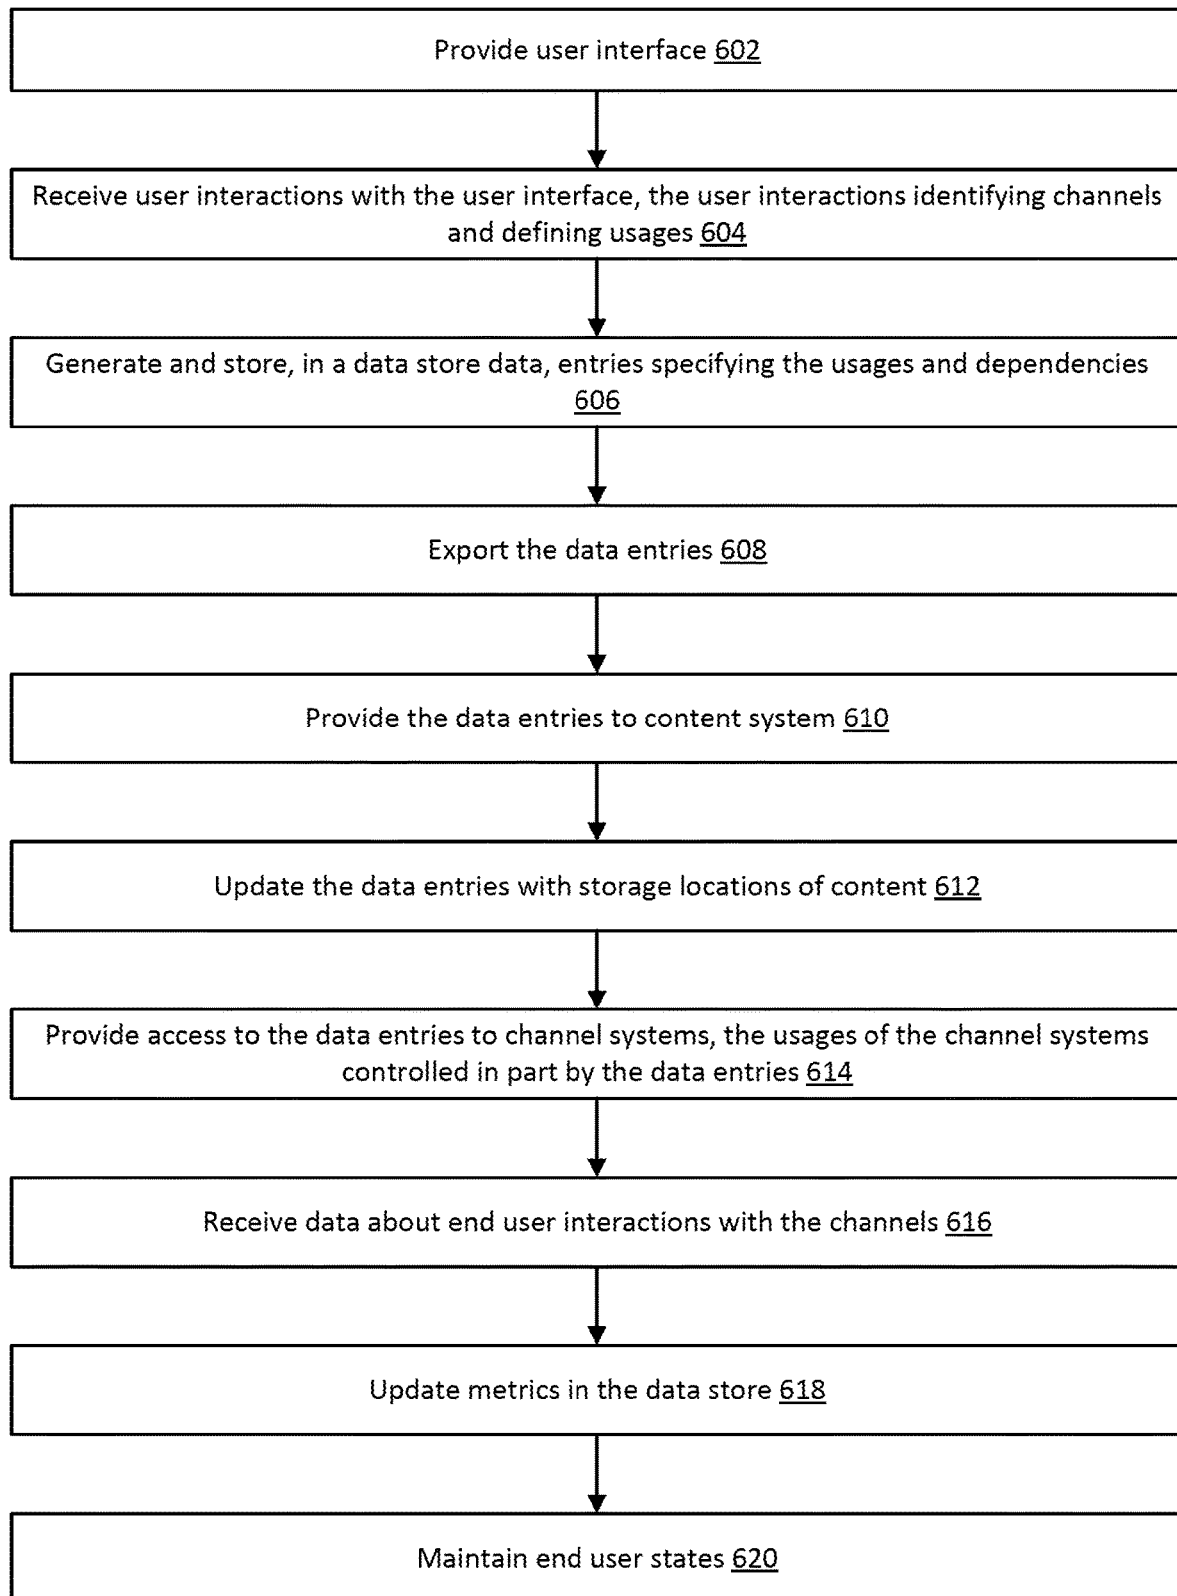 Provide user interface 602
Receive user interactions with the user interface, the user interactions identifying channels
and defining usages 604
Generate and store, in a data store data, entries specifying the usages and dependencies
606
Export the data entries 608
Provide the data entries to content system 610
Update the data entries with storage locations of content 612
Provide access to the data entries to channel systems, the usages of the channel systems
controlled in part by the data entries 614
Receive data about end user interactions with the channels 616
Update metrics in the data store 618
Maintain end user states 620